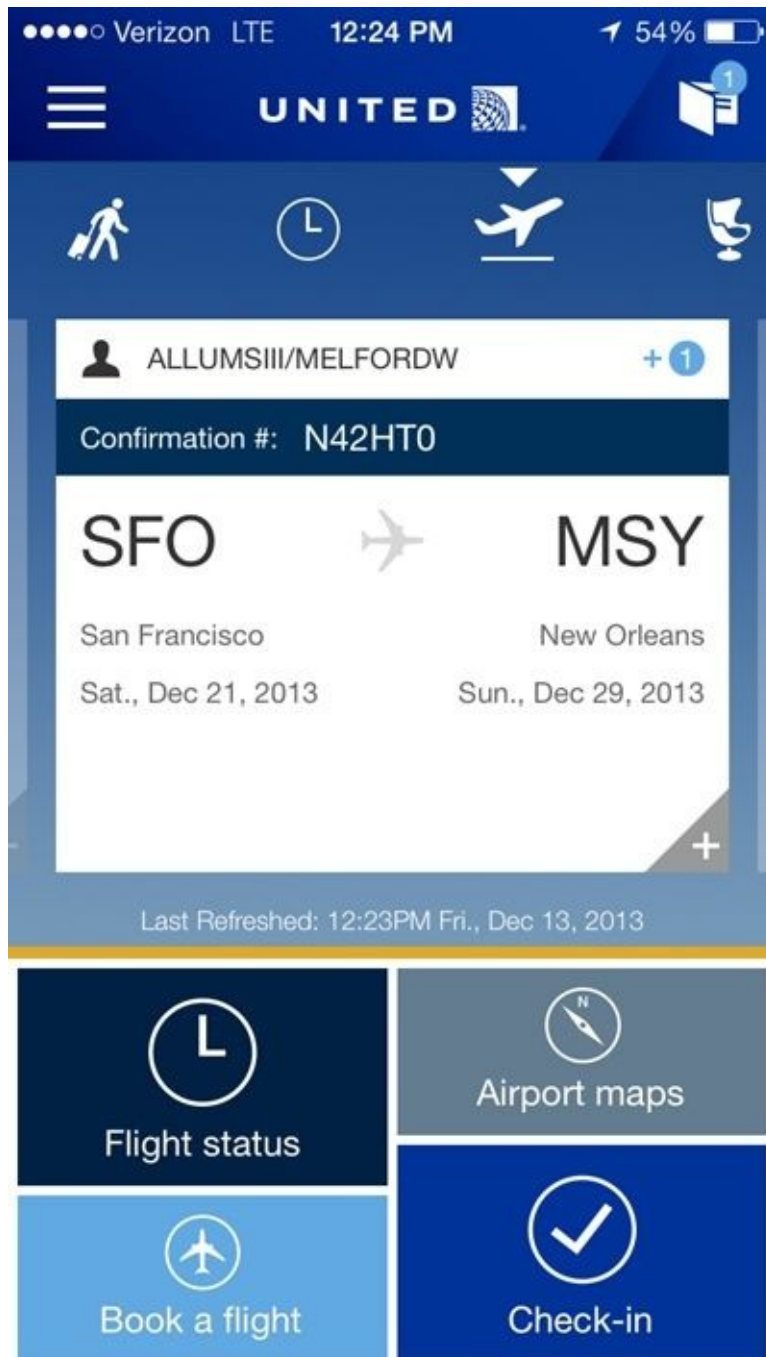 Verizon LTE 12:24 PM 54%
UNITED
1
ALLUMSIII/MELFORDW +1
Confirmation #: N42HT0
SFO MSY
San Francisco New Orleans
Sat., Dec 21, 2013 Sun., Dec 29, 2013
+
Last Refreshed: 12:23PM Fri., Dec 13, 2013
N
Flight status
Airport maps
Book a flight
Check-in